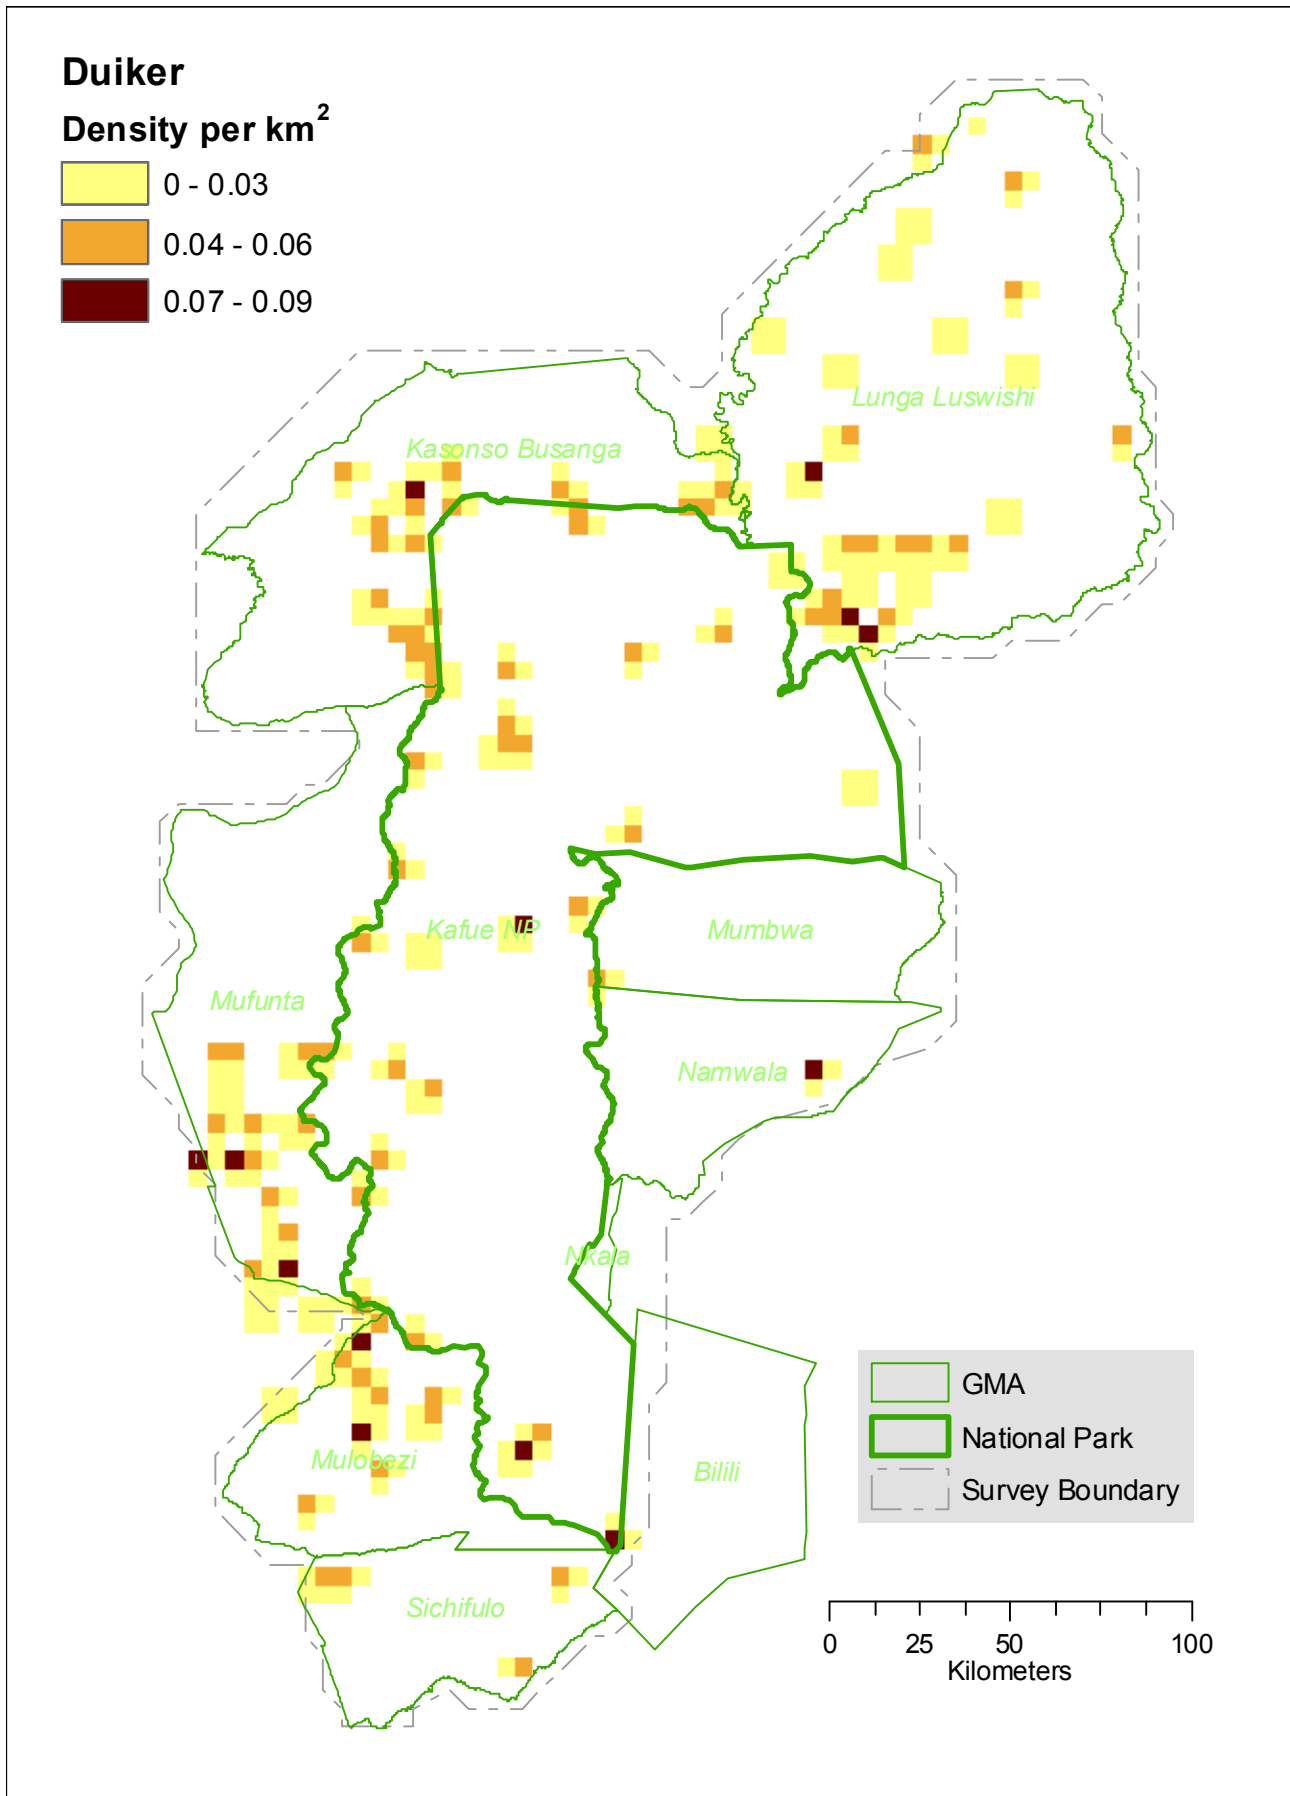 Duiker
Density per km²
0 - 0.03
0.04 - 0.06
0.07 - 0.09
Lunga Luswishi
Kasonso Busanga
Kafue NP
Mumbwa
Mufunta
Namwala
Nkala
GMA
National Park
Survey Boundary
Mulobezi
Bilili
Sichifulo
0 25 50 100
Kilometers